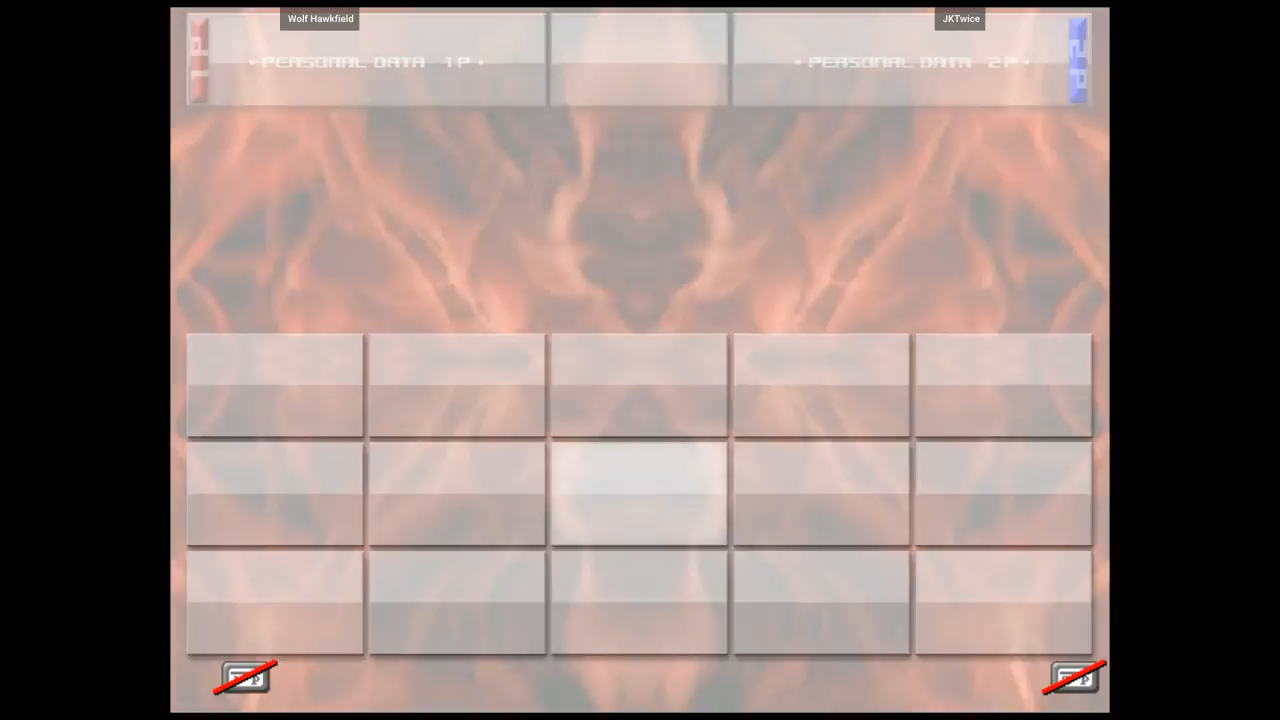 Wolf Hawkfield
JKTwice
1P
• PERSONAL DATA 1P •
• PERSONAL DATA 2P •
2P